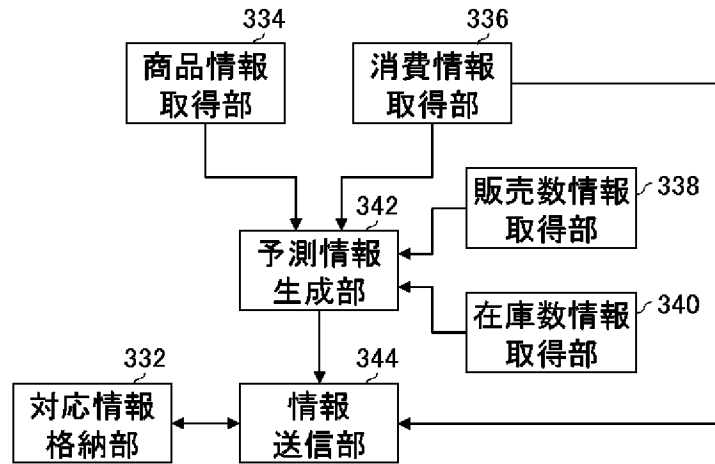 334
商品情報
取得部
336
消費情報
取得部
338
販売数情報
取得部
342
予測情報
生成部
340
在庫数情報
取得部
332
対応情報
格納部
344
情報
送信部